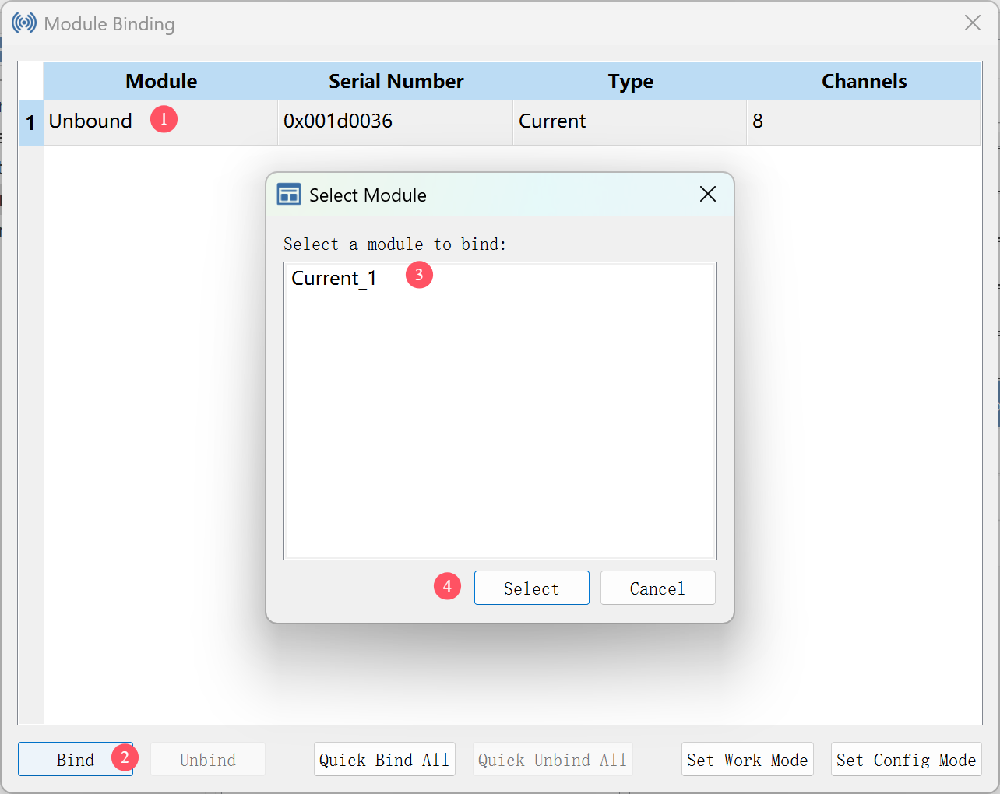 Module Binding
Module Serial Number Type Channels
1 Unbound 1 0x001d0036 Current 8
Select Module
Select a module to bind:
Current_1 3
4 Select Cancel
Bind 2 Unbind Quick Bind All Quick Unbind All Set Work Mode Set Config Mode